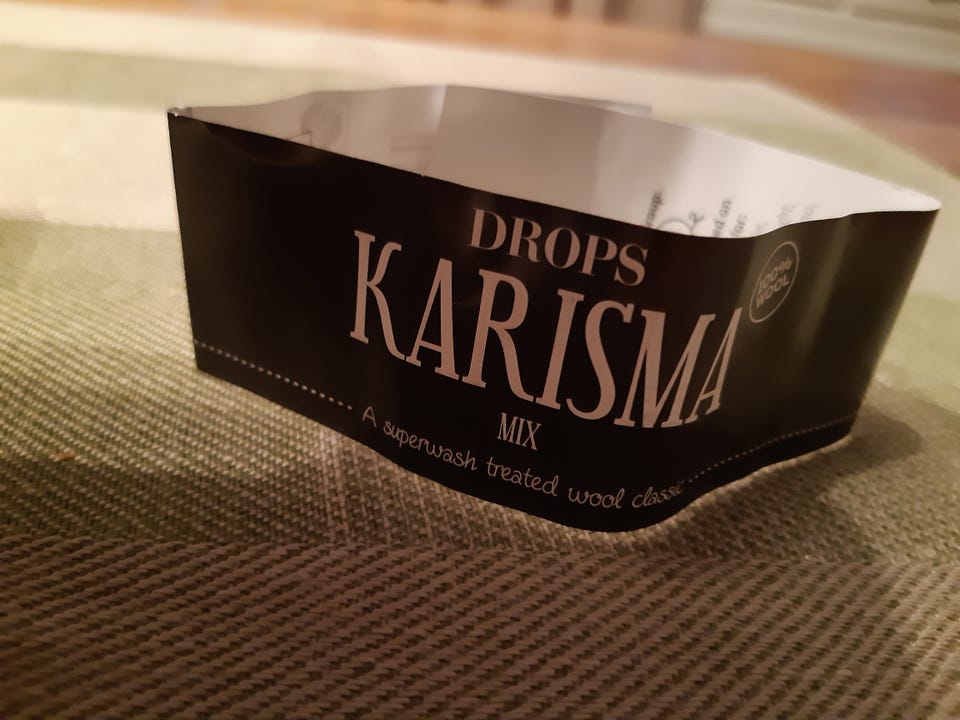 DROPS
KARISMA
100%
WOOL
MIX
A superwash treated wool classic